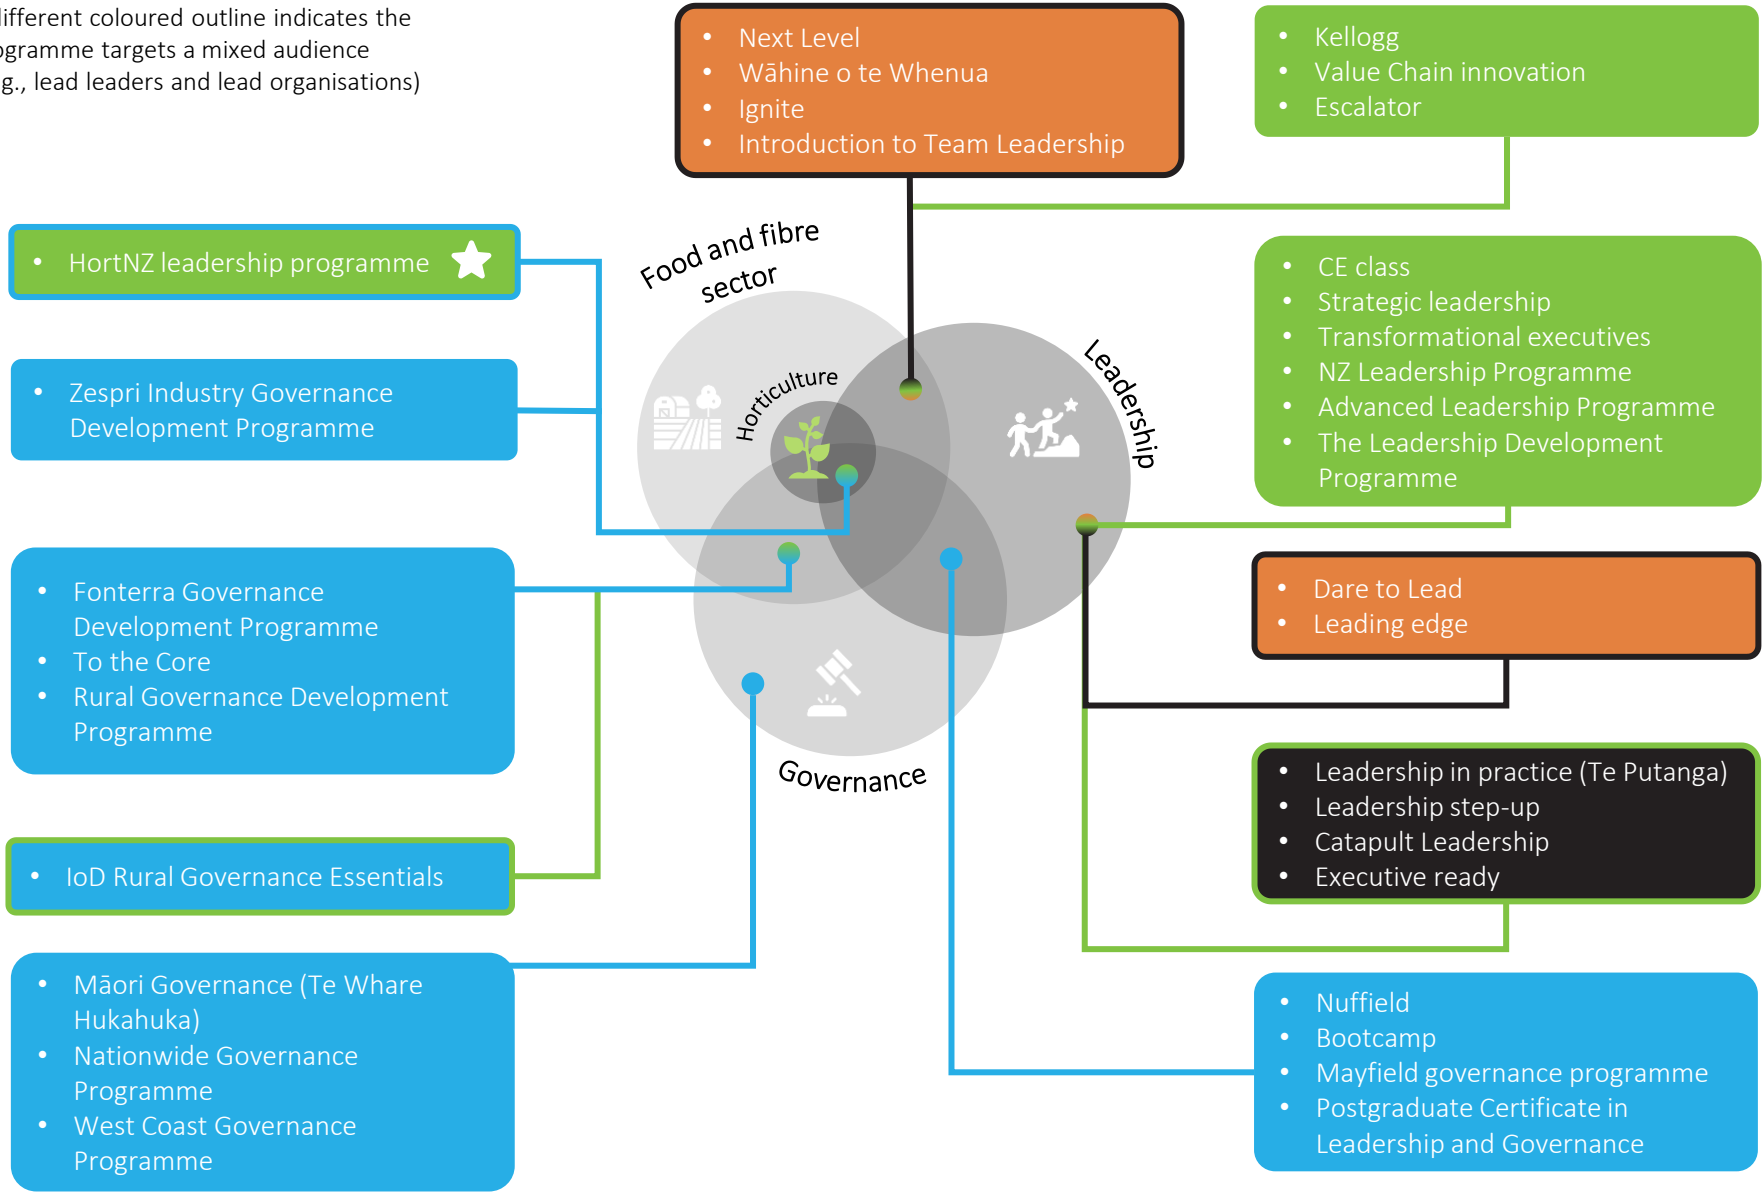 different coloured outline indicates the
programme targets a mixed audience
g., lead leaders and lead organisations)
• Next Level
• Wāhine o te Whenua
• Ignite
• Introduction to Team Leadership
• Kellogg
• Value Chain innovation
• Escalator
• HortNZ leadership programme
• Zespri Industry Governance
Development Programme
• Fonterra Governance
Development Programme
• To the Core
• Rural Governance Development
Programme
• IoD Rural Governance Essentials
• Māori Governance (Te Whare
Hukahuka)
• Nationwide Governance
Programme
• West Coast Governance
Programme
Food and fibre
sector
Horticulture
Leadership
Governance
• CE class
• Strategic leadership
• Transformational executives
• NZ Leadership Programme
• Advanced Leadership Programme
• The Leadership Development
Programme
• Dare to Lead
• Leading edge
• Leadership in practice (Te Putanga)
• Leadership step-up
• Catapult Leadership
• Executive ready
• Nuffield
• Bootcamp
• Mayfield governance programme
• Postgraduate Certificate in
Leadership and Governance